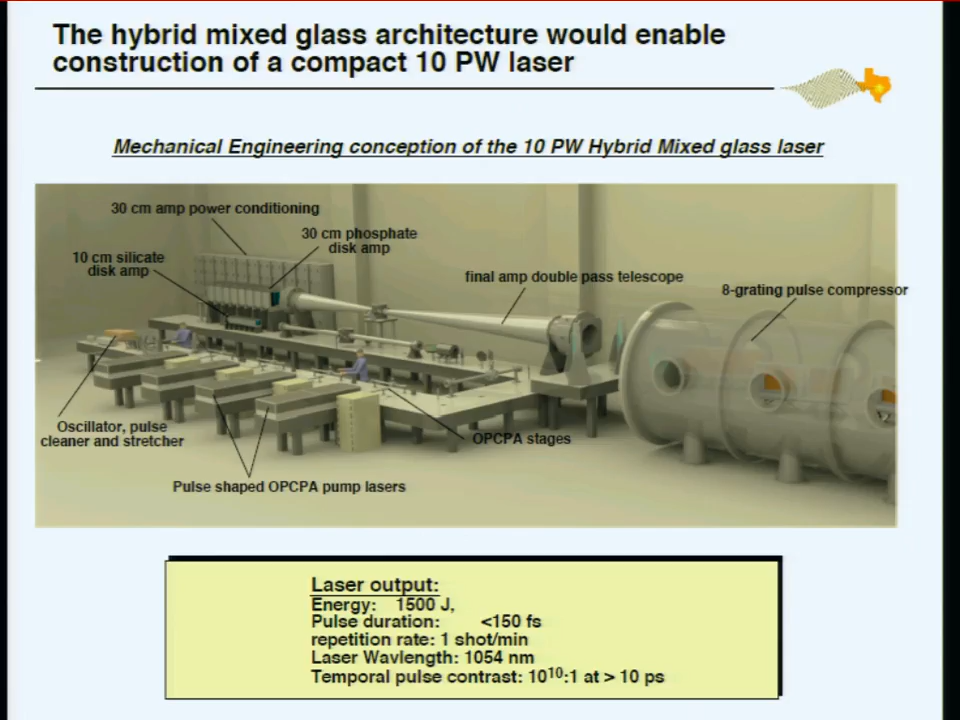 The hybrid mixed glass architecture would enable
construction of a compact 10 PW laser
Mechanical Engineering conception of the 10 PW Hybrid Mixed glass laser
30 cm amp power conditioning
30 cm phosphate
disk amp
10 cm silicate
disk amp
final amp double pass telescope
8-grating pulse compressor
Oscillator, pulse
cleaner and stretcher
OPCPA stages
Pulse shaped OPCPA pump lasers
Laser output:
Energy: 1500 J,
Pulse duration: <150 fs
repetition rate: 1 shot/min
Laser Wavlength: 1054 nm
Temporal pulse contrast: 10¹⁰:1 at > 10 ps